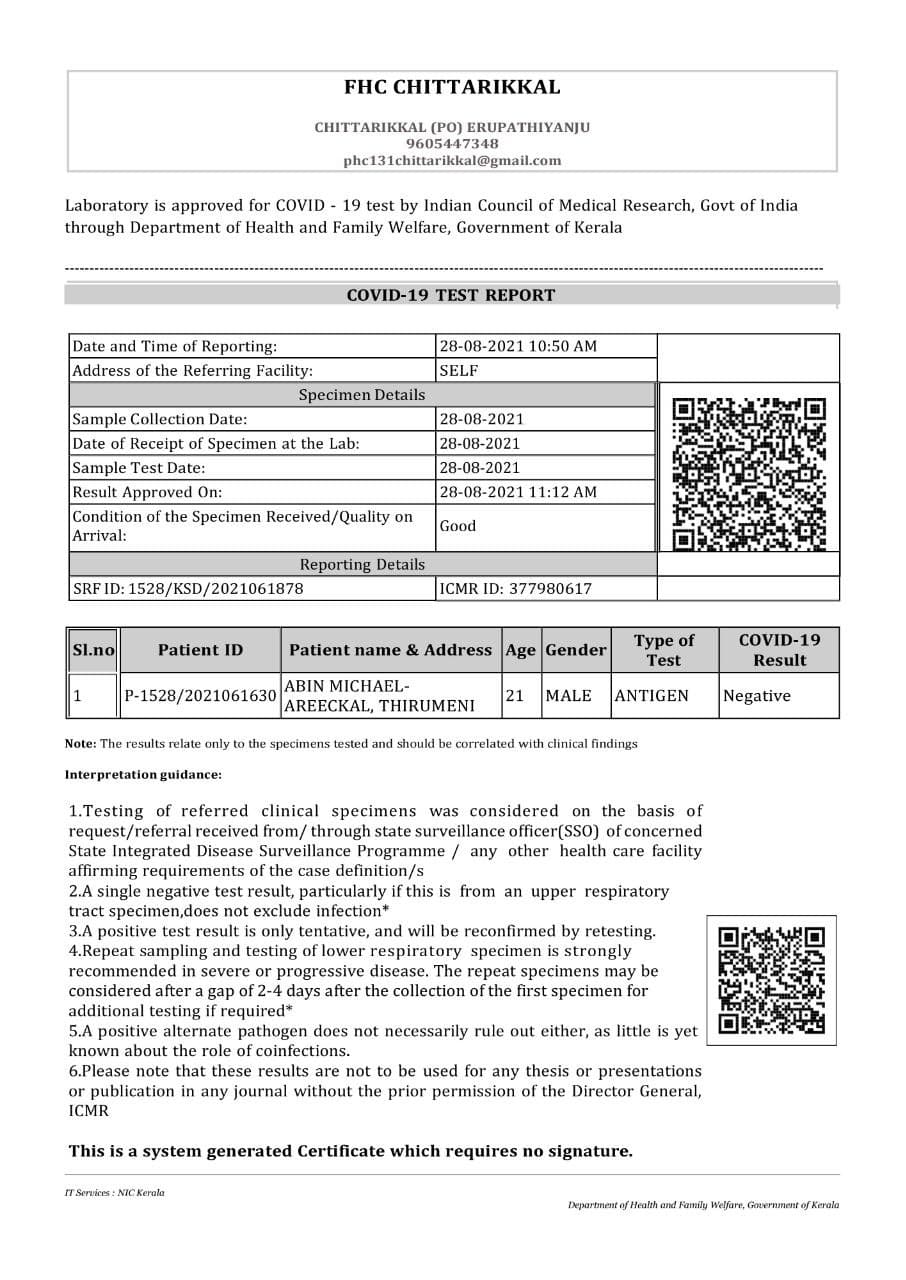 FHC CHITTARIKKAL
CHITTARIKKAL (PO) ERUPATHIYANJU
9605447348
phc131chittarikkal@gmail.com
Laboratory is approved for COVID - 19 test by Indian Council of Medical Research, Govt of India
through Department of Health and Family Welfare, Government of Kerala
COVID-19 TEST REPORT
Date and Time of Reporting: 28-08-2021 10:50 AM
Address of the Referring Facility: SELF
Specimen Details
Sample Collection Date: 28-08-2021
Date of Receipt of Specimen at the Lab: 28-08-2021
Sample Test Date: 28-08-2021
Result Approved On: 28-08-2021 11:12 AM
Condition of the Specimen Received/Quality on
Arrival: Good
Reporting Details
SRF ID: 1528/KSD/2021061878 ICMR ID: 377980617
Sl.no Patient ID Patient name & Address Age Gender Type of Test COVID-19 Result
1 P-1528/2021061630 ABIN MICHAEL- AREECKAL, THIRUMENI 21 MALE ANTIGEN Negative
Note: The results relate only to the specimens tested and should be correlated with clinical findings
Interpretation guidance:
1.Testing of referred clinical specimens was considered on the basis of
request/referral received from/ through state surveillance officer(SSO) of concerned
State Integrated Disease Surveillance Programme / any other health care facility
affirming requirements of the case definition/s
2.A single negative test result, particularly if this is from an upper respiratory
tract specimen,does not exclude infection*
3.A positive test result is only tentative, and will be reconfirmed by retesting.
4.Repeat sampling and testing of lower respiratory specimen is strongly
recommended in severe or progressive disease. The repeat specimens may be
considered after a gap of 2-4 days after the collection of the first specimen for
additional testing if required*
5.A positive alternate pathogen does not necessarily rule out either, as little is yet
known about the role of coinfections.
6.Please note that these results are not to be used for any thesis or presentations
or publication in any journal without the prior permission of the Director General,
ICMR
This is a system generated Certificate which requires no signature.
IT Services : NIC Kerala
Department of Health and Family Welfare, Government of Kerala